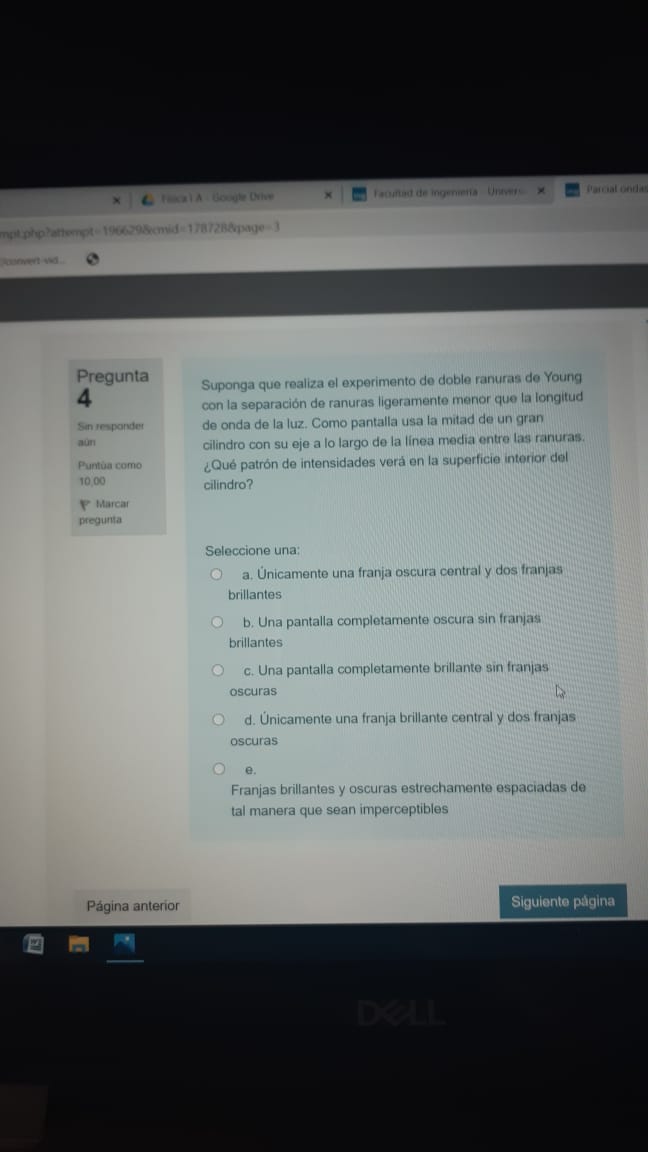 Física I A - Google Drive
Facultad de Ingeniería - Univers
Parcial ondas
mpt.php?attempt=196629&cmid=178728&page=3
Pregunta
4
Sin responder
aún
Puntúa como
10,00
Marcar
pregunta
Suponga que realiza el experimento de doble ranuras de Young
con la separación de ranuras ligeramente menor que la longitud
de onda de la luz. Como pantalla usa la mitad de un gran
cilindro con su eje a lo largo de la línea media entre las ranuras.
¿Qué patrón de intensidades verá en la superficie interior del
cilindro?
Seleccione una:
a. Únicamente una franja oscura central y dos franjas
brillantes
b. Una pantalla completamente oscura sin franjas
brillantes
c. Una pantalla completamente brillante sin franjas
oscuras
d. Únicamente una franja brillante central y dos franjas
oscuras
e.
Franjas brillantes y oscuras estrechamente espaciadas de
tal manera que sean imperceptibles
Página anterior
Siguiente página
DELL